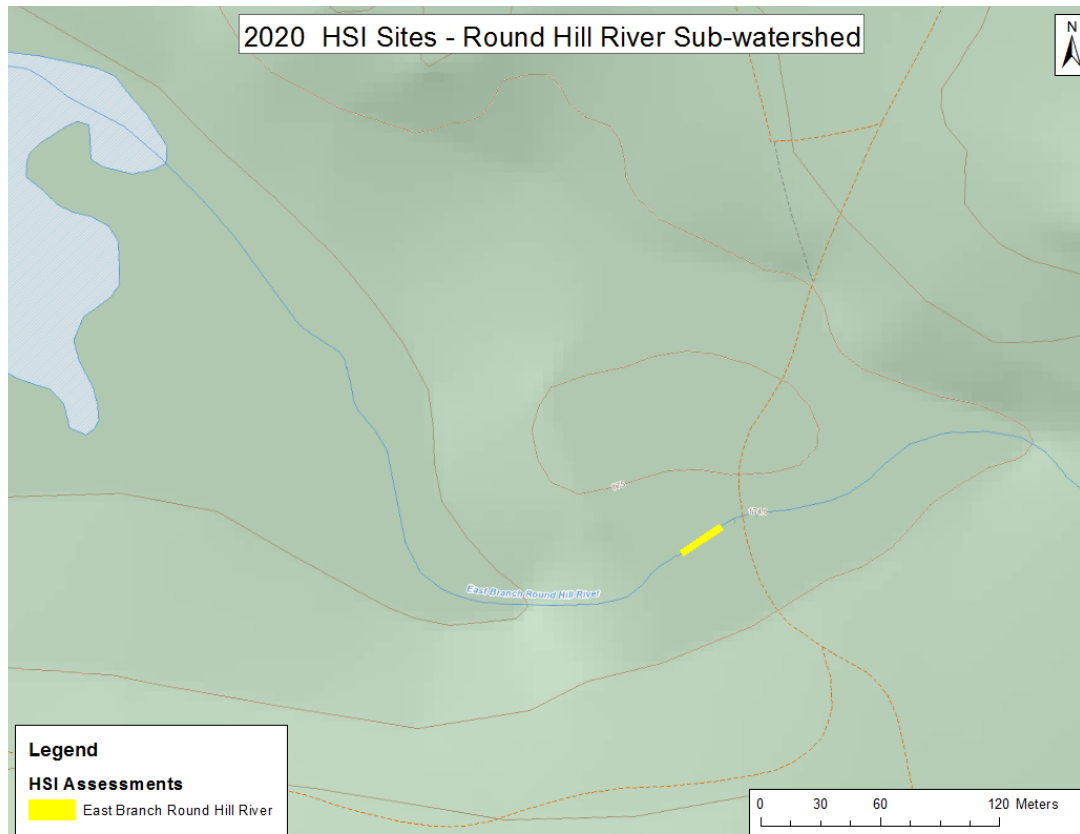 2020 HSI Sites - Round Hill River Sub-watershed
N
East Branch Round Hill River
Legend
HSI Assessments
East Branch Round Hill River
0 30 60 120 Meters